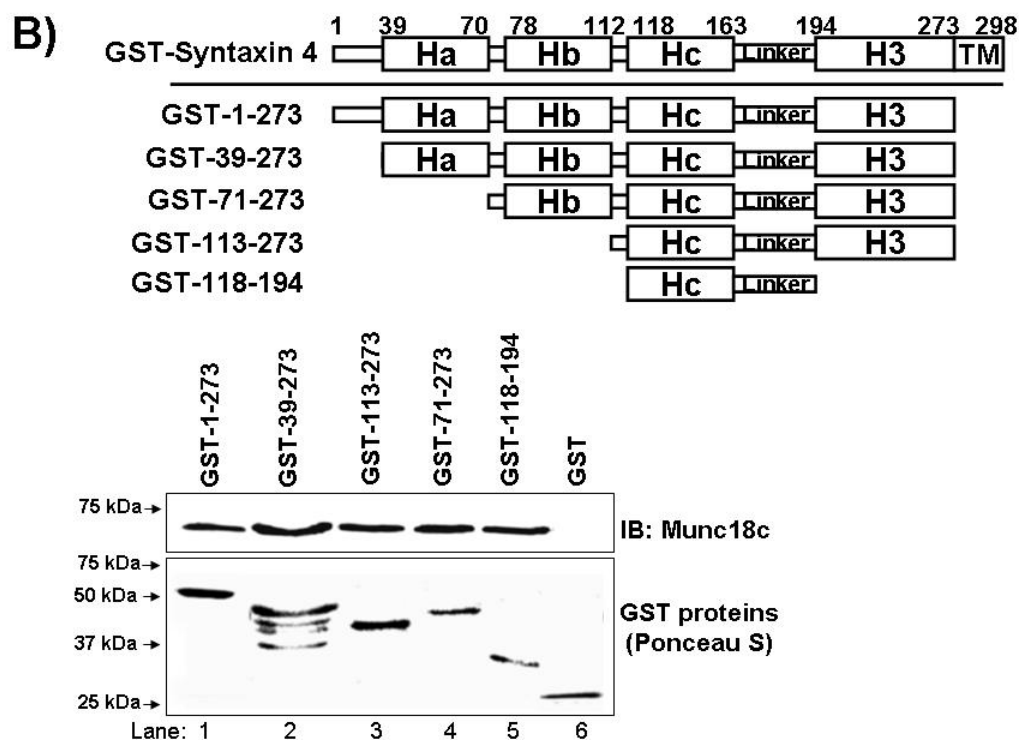 B)
1 39 70 78 112 118 163 194 273 298
GST-Syntaxin 4 Ha Hb Hc Linker H3 TM
GST-1-273 Ha Hb Hc Linker H3
GST-39-273 Ha Hb Hc Linker H3
GST-71-273 Hb Hc Linker H3
GST-113-273 Hc Linker H3
GST-118-194 Hc Linker
GST-1-273
GST-39-273
GST-113-273
GST-71-273
GST-118-194
GST
75 kDa→
IB: Munc18c
75 kDa→
50 kDa→
37 kDa→
25 kDa→
GST proteins
(Ponceau S)
Lane: 1 2 3 4 5 6